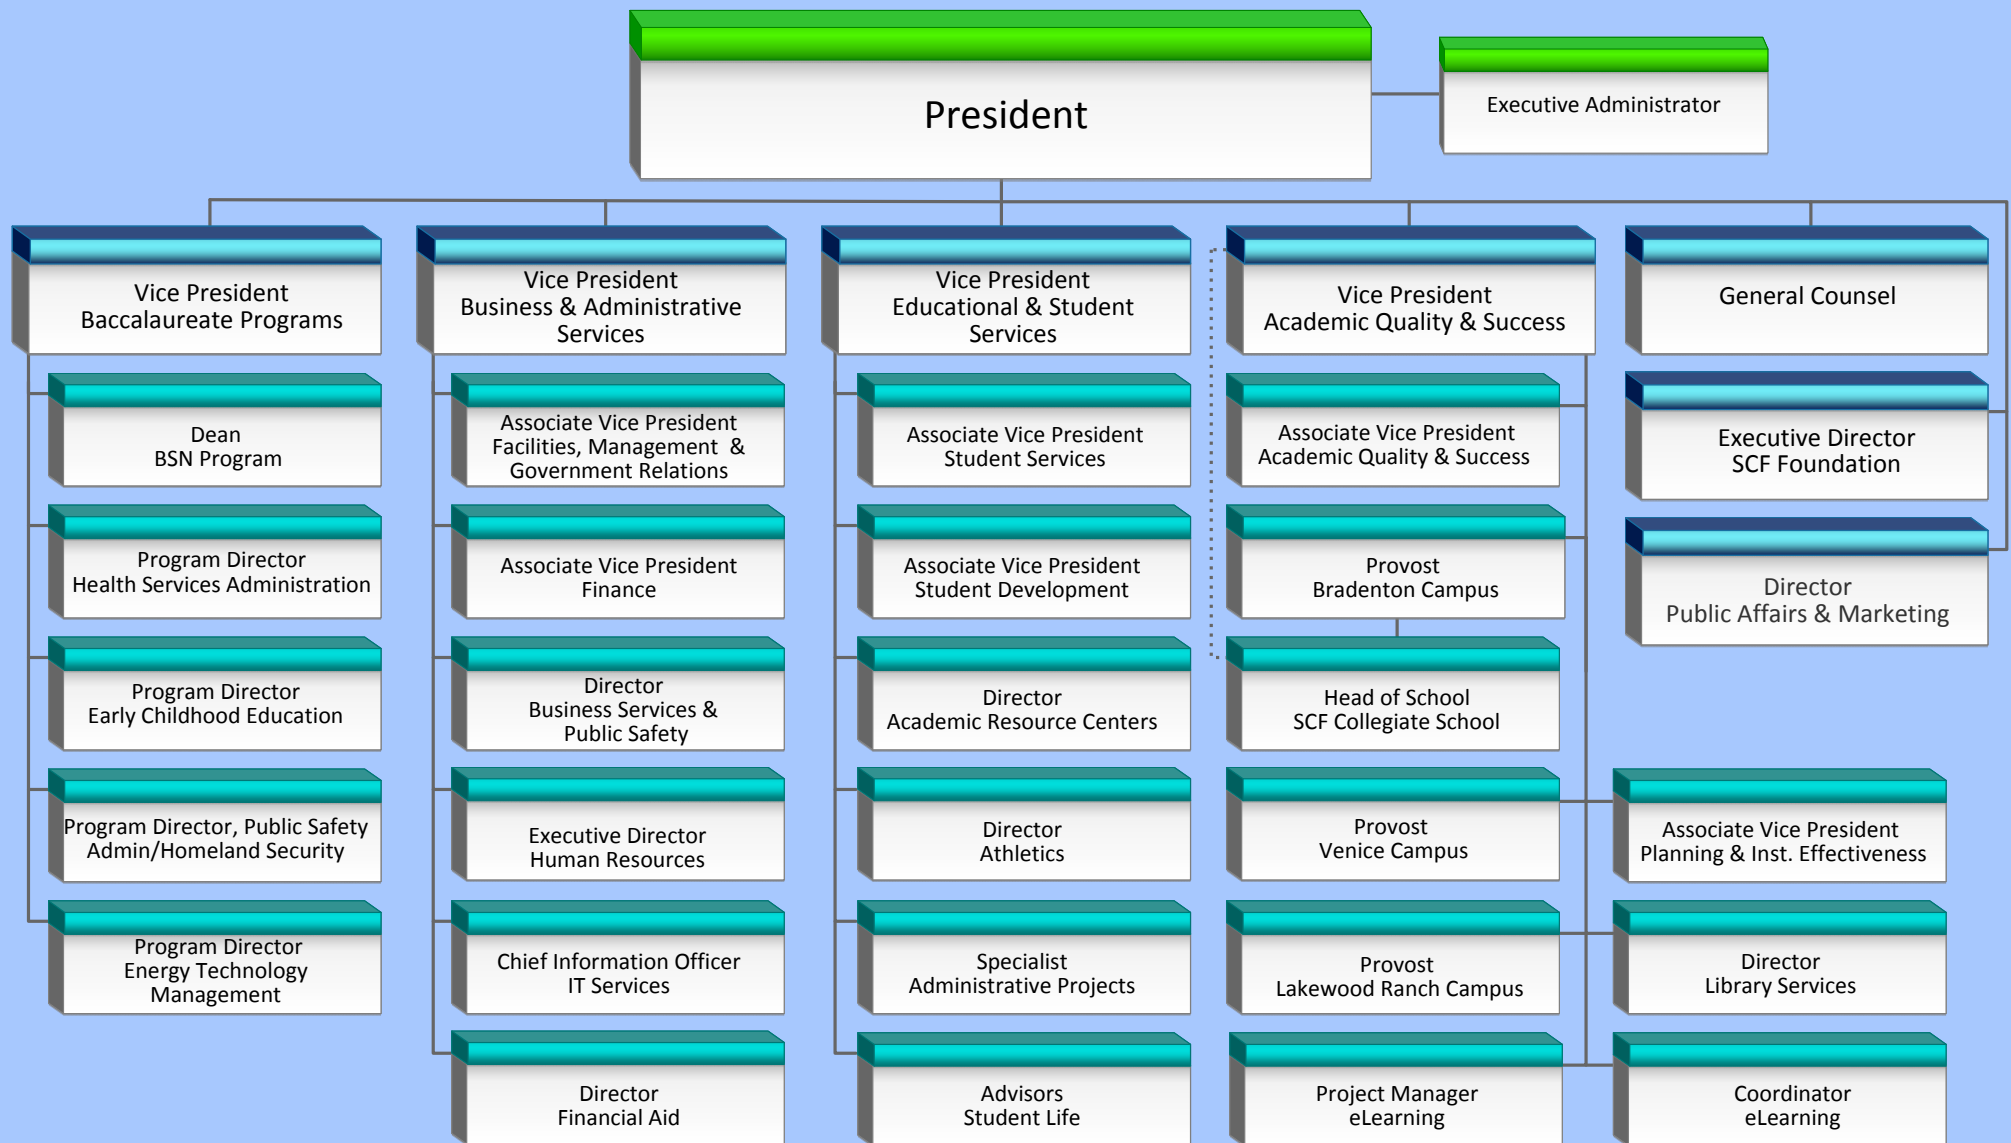 President
Executive Administrator
Vice President
Baccalaureate Programs
Vice President
Business & Administrative
Services
Vice President
Educational & Student
Services
Vice President
Academic Quality & Success
General Counsel
Dean
BSN Program
Associate Vice President
Facilities, Management &
Government Relations
Associate Vice President
Student Services
Associate Vice President
Academic Quality & Success
Executive Director
SCF Foundation
Program Director
Health Services Administration
Associate Vice President
Finance
Associate Vice President
Student Development
Provost
Bradenton Campus
Director
Public Affairs & Marketing
Program Director
Early Childhood Education
Director
Business Services &
Public Safety
Director
Academic Resource Centers
Head of School
SCF Collegiate School
Program Director, Public Safety
Admin/Homeland Security
Executive Director
Human Resources
Director
Athletics
Provost
Venice Campus
Associate Vice President
Planning & Inst. Effectiveness
Program Director
Energy Technology
Management
Chief Information Officer
IT Services
Specialist
Administrative Projects
Provost
Lakewood Ranch Campus
Director
Library Services
Director
Financial Aid
Advisors
Student Life
Project Manager
eLearning
Coordinator
eLearning